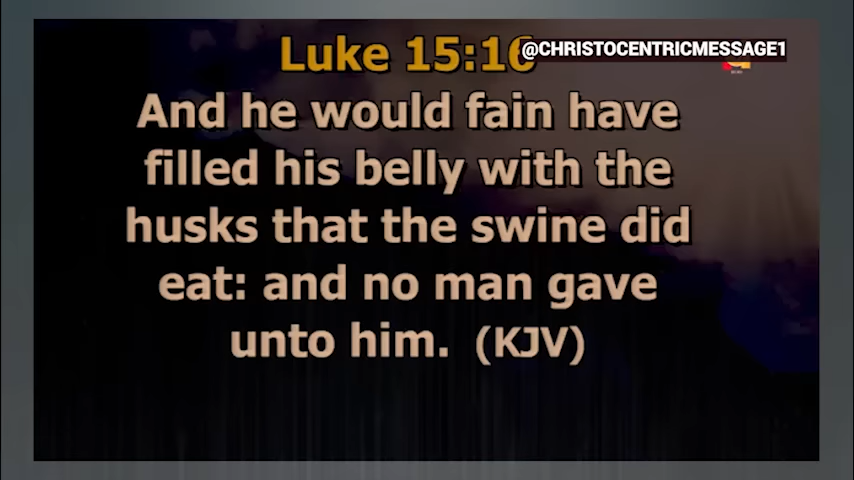 Luke 15:16
@CHRISTOCENTRICMESSAGE1
And he would fain have
filled his belly with the
husks that the swine did
eat: and no man gave
unto him. (KJV)